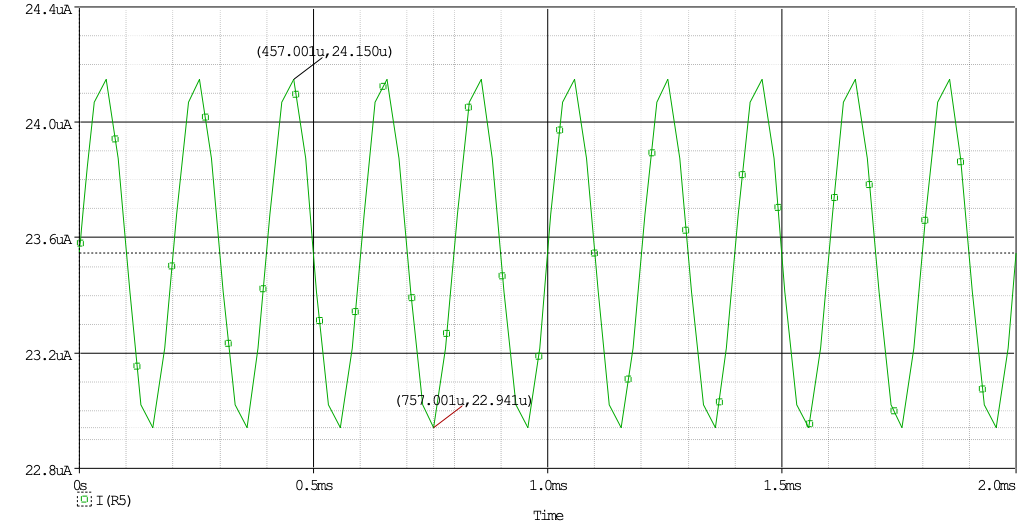 24.4uA
(457.001u,24.150u)
24.0uA
23.6uA
23.2uA
(757.001u,22.941u)
22.8uA
0s 0.5ms 1.0ms 1.5ms 2.0ms
I(R5)
Time